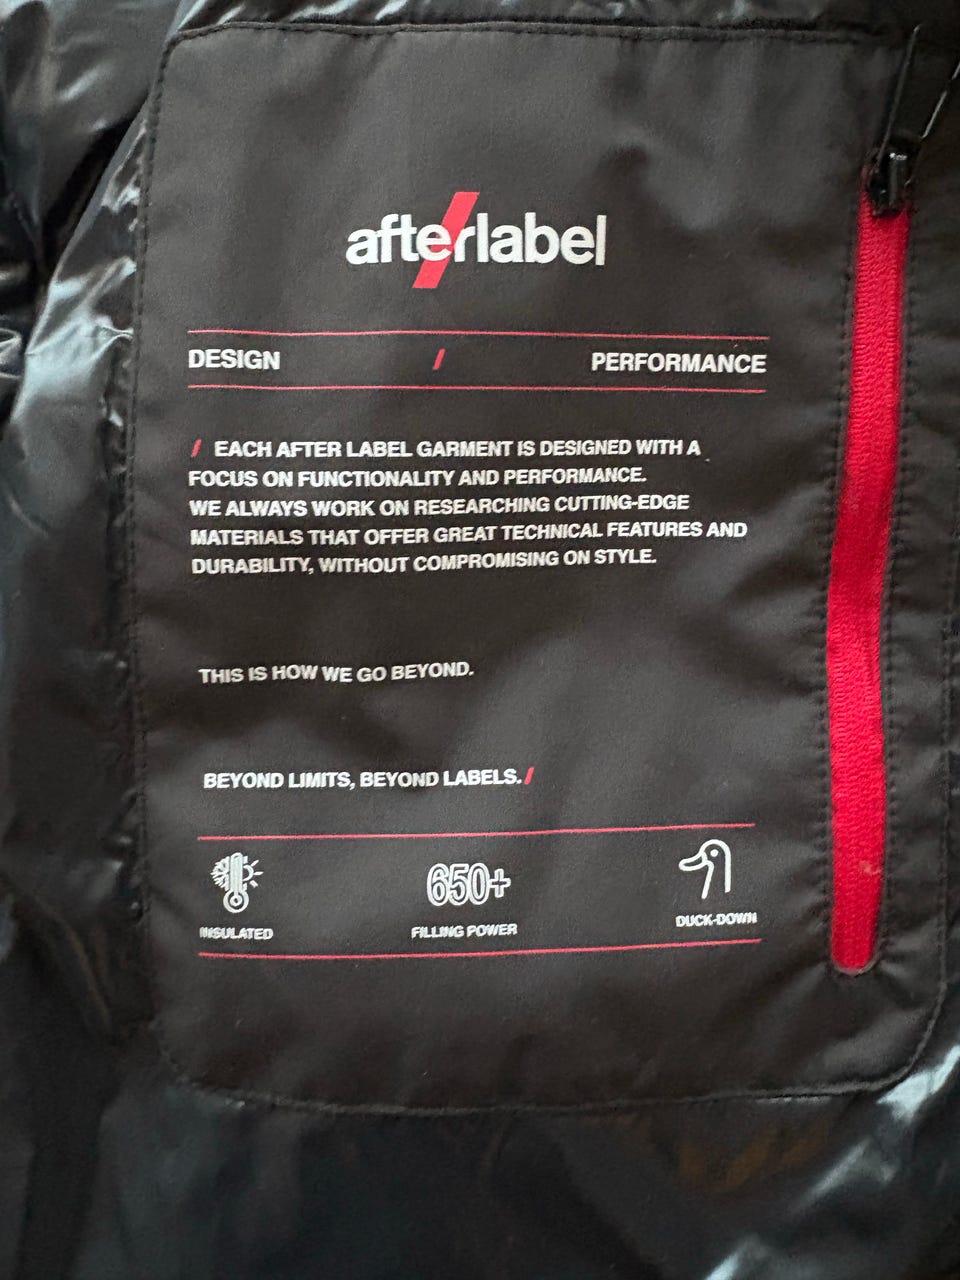 afterlabel
DESIGN / PERFORMANCE
/ EACH AFTER LABEL GARMENT IS DESIGNED WITH A
FOCUS ON FUNCTIONALITY AND PERFORMANCE.
WE ALWAYS WORK ON RESEARCHING CUTTING-EDGE
MATERIALS THAT OFFER GREAT TECHNICAL FEATURES AND
DURABILITY, WITHOUT COMPROMISING ON STYLE.
THIS IS HOW WE GO BEYOND.
BEYOND LIMITS, BEYOND LABELS./
650+
INSULATED FILLING POWER DUCK-DOWN